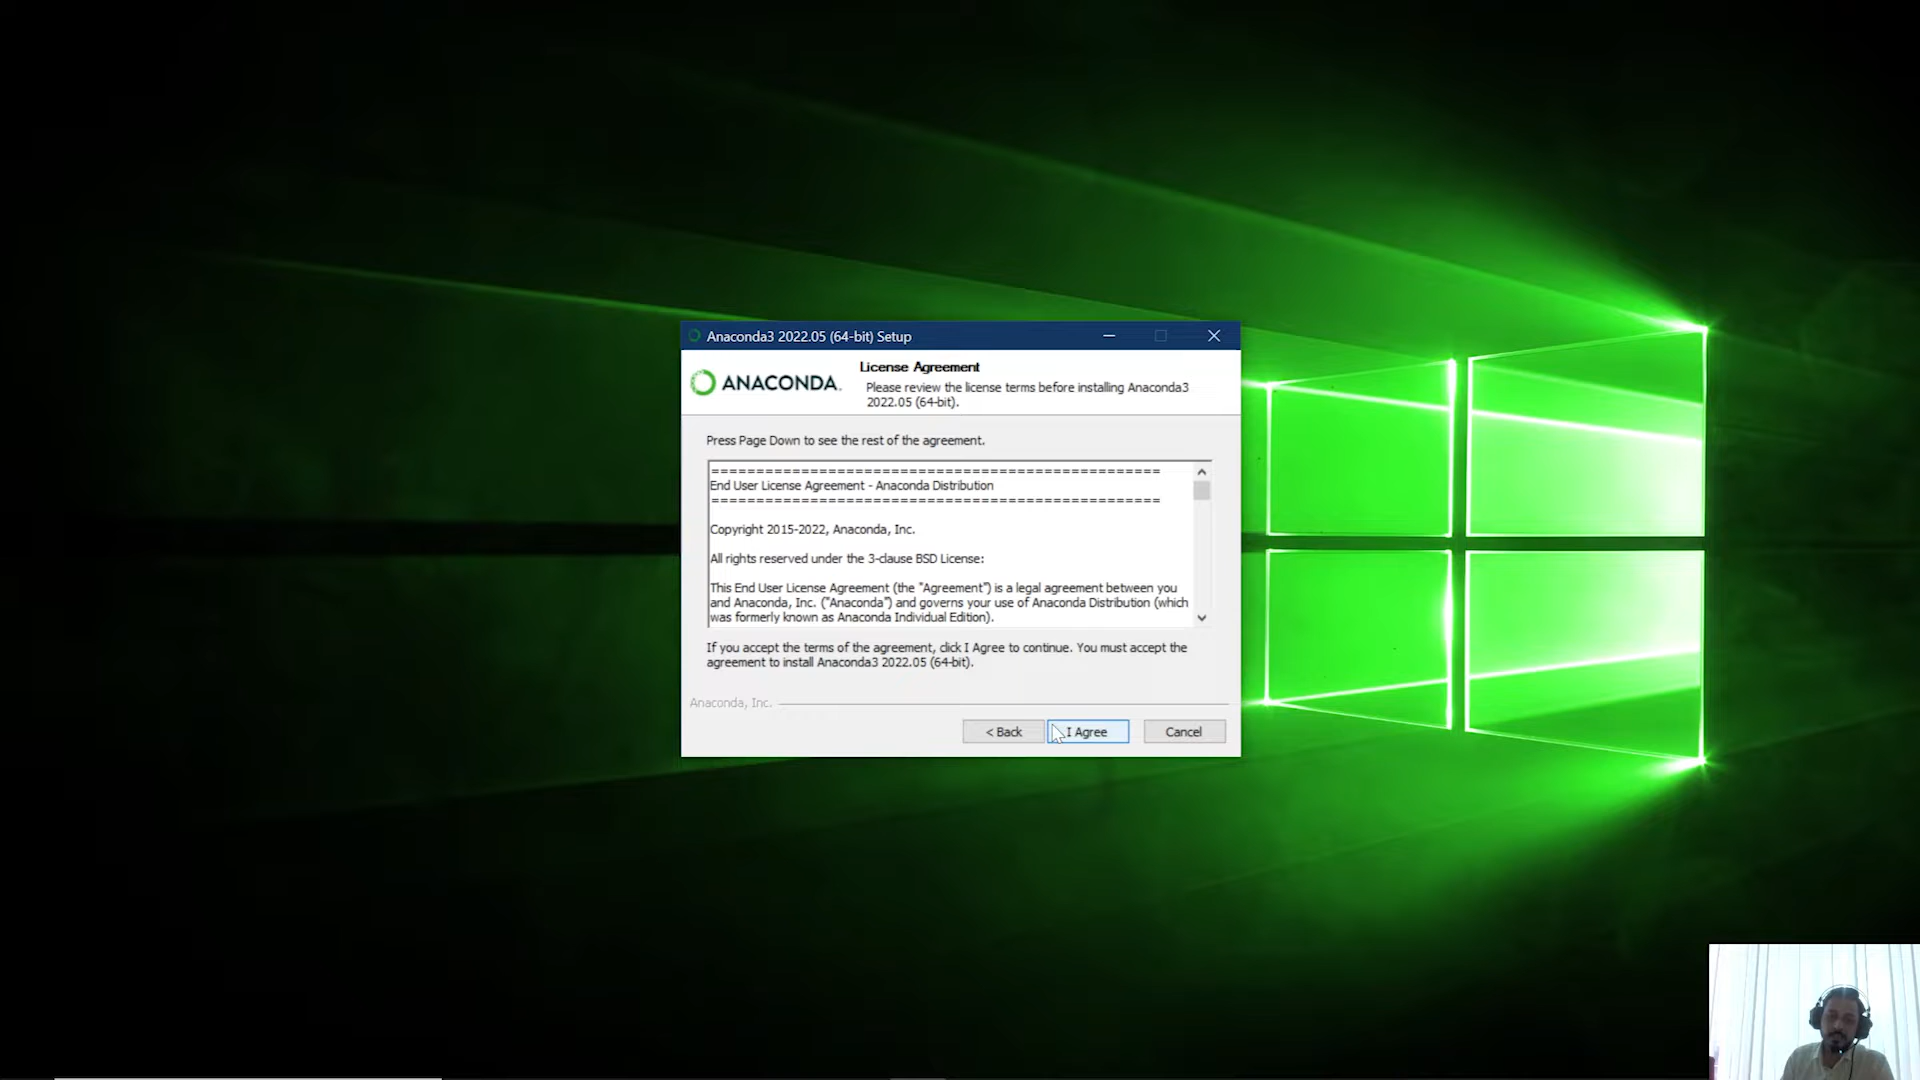 Anaconda3 2022.05 (64-bit) Setup
ANACONDA.
License Agreement
Please review the license terms before installing Anaconda3
2022.05 (64-bit).
Press Page Down to see the rest of the agreement.
==================================================
End User License Agreement - Anaconda Distribution
==================================================
Copyright 2015-2022, Anaconda, Inc.
All rights reserved under the 3-clause BSD License:
This End User License Agreement (the "Agreement") is a legal agreement between you
and Anaconda, Inc. ("Anaconda") and governs your use of Anaconda Distribution (which
was formerly known as Anaconda Individual Edition).
If you accept the terms of the agreement, click I Agree to continue. You must accept the
agreement to install Anaconda3 2022.05 (64-bit).
Anaconda, Inc.
< Back
I Agree
Cancel